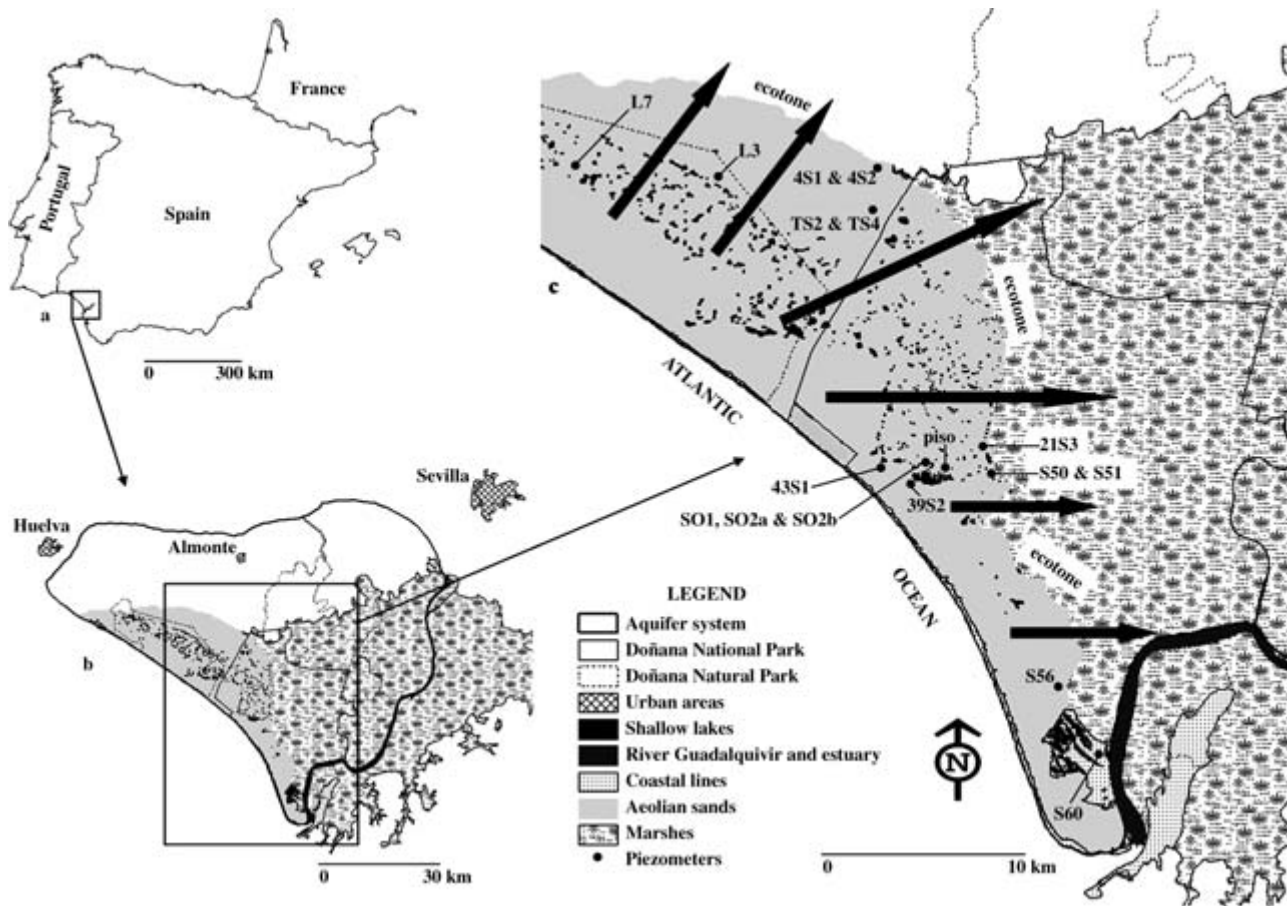 France
Portugal
Spain
a
0 300 km
Sevilla
Huelva
Almonte
b
0 30 km
ecotone
L7
L3
4S1 & 4S2
TS2 & TS4
c
ecotone
ATLANTIC
piso
21S3
43S1
S50 & S51
39S2
SO1, SO2a & SO2b
ecotone
OCEAN
S56
N
S60
0 10 km
LEGEND
Aquifer system
Doñana National Park
Doñana Natural Park
Urban areas
Shallow lakes
River Guadalquivir and estuary
Coastal lines
Aeolian sands
Marshes
Piezometers